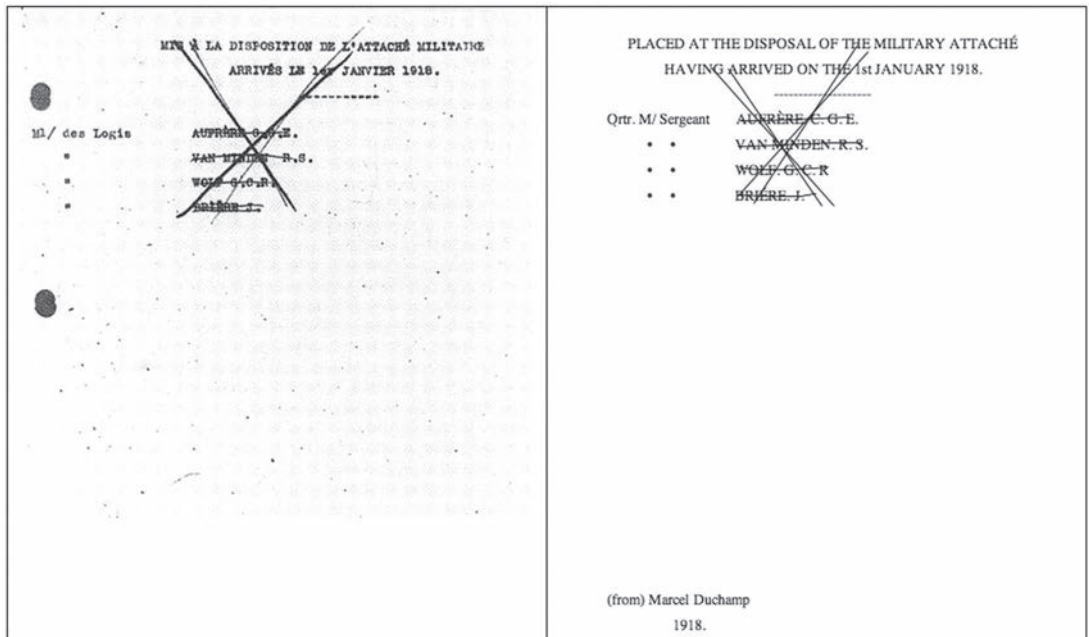 MIS A LA DISPOSITION DE L'ATTACHÉ MILITAIRE
ARRIVÉS LE 1er JANVIER 1918.
Ml/ des Logis AUFRÈRE G.E.
" VAN MINDEN R.S.
" WOLF G.C.R.
" BRIÈRE J.
PLACED AT THE DISPOSAL OF THE MILITARY ATTACHÉ
HAVING ARRIVED ON THE 1st JANUARY 1918.
Qrtr. M/ Sergeant AUFRÈRE. C. G. E.
" " VAN MINDEN. R. S.
" " WOLF. G. C. R
" " BRIÈRE. J.
(from) Marcel Duchamp
1918.